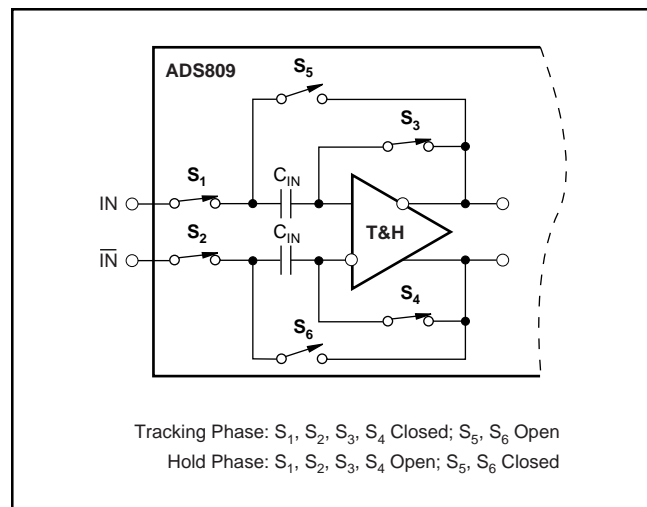 ADS809
S5
S3
S1
CIN
IN
S2
CIN
T&H
I̅N̅
S4
S6
Tracking Phase: S1, S2, S3, S4 Closed; S5, S6 Open
Hold Phase: S1, S2, S3, S4 Open; S5, S6 Closed